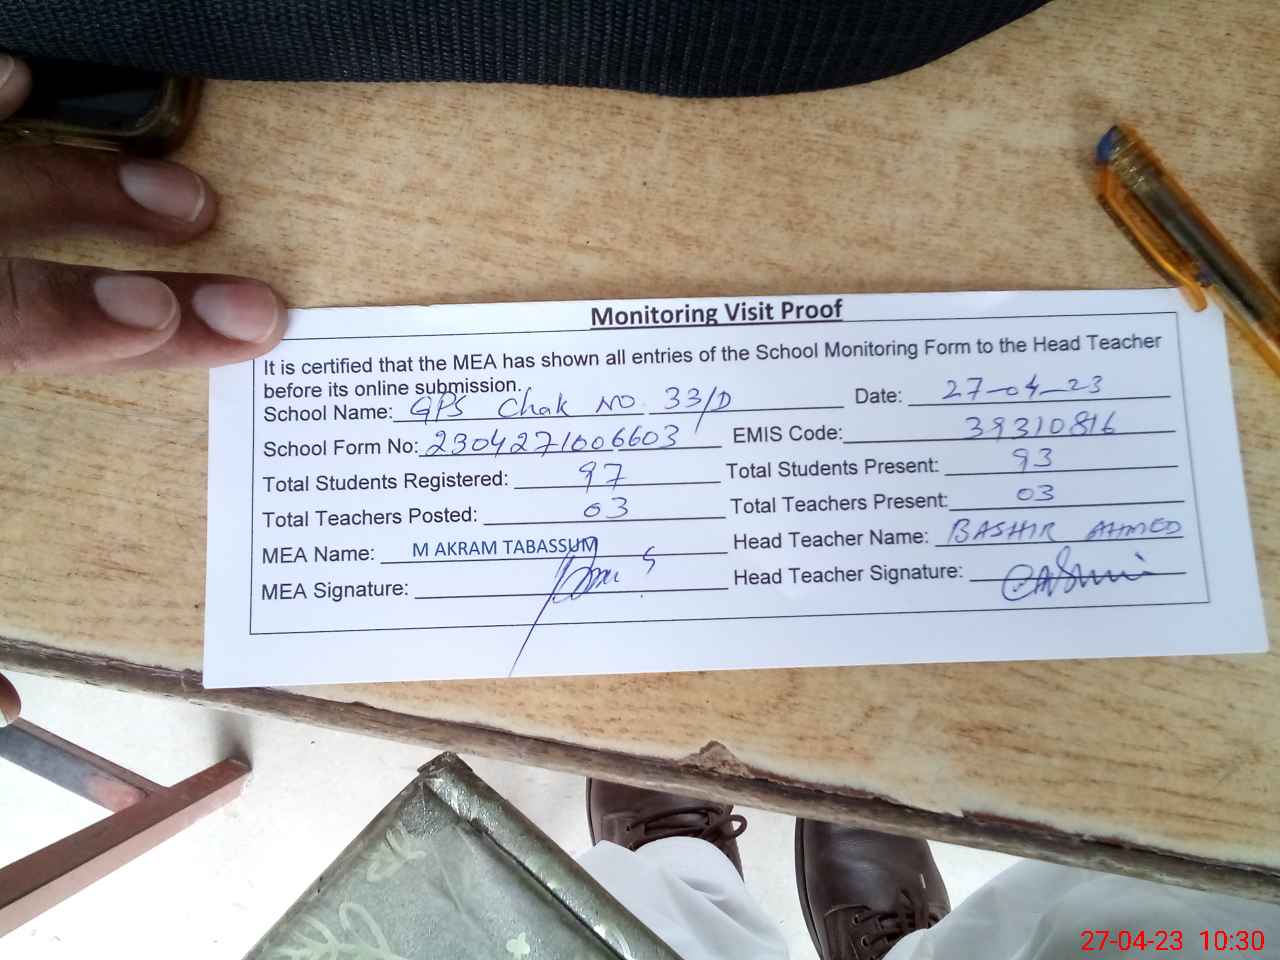 Monitoring Visit Proof
It is certified that the MEA has shown all entries of the School Monitoring Form to the Head Teacher
before its online submission.
School Name: GPS Chak NO. 33/D Date: 27-04-23
School Form No: 2304271006603 EMIS Code: 39310816
Total Students Registered: 97 Total Students Present: 93
Total Teachers Posted: 03 Total Teachers Present: 03
MEA Name: M AKRAM TABASSUM Head Teacher Name: BASHIR AHMED
MEA Signature: Head Teacher Signature:
27-04-23 10:30